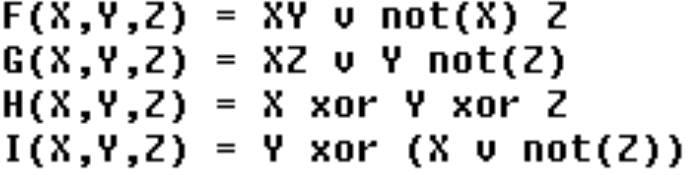 F(X,Y,Z) = XY v not(X) Z
G(X,Y,Z) = XZ v Y not(Z)
H(X,Y,Z) = X xor Y xor Z
I(X,Y,Z) = Y xor (X v not(Z))